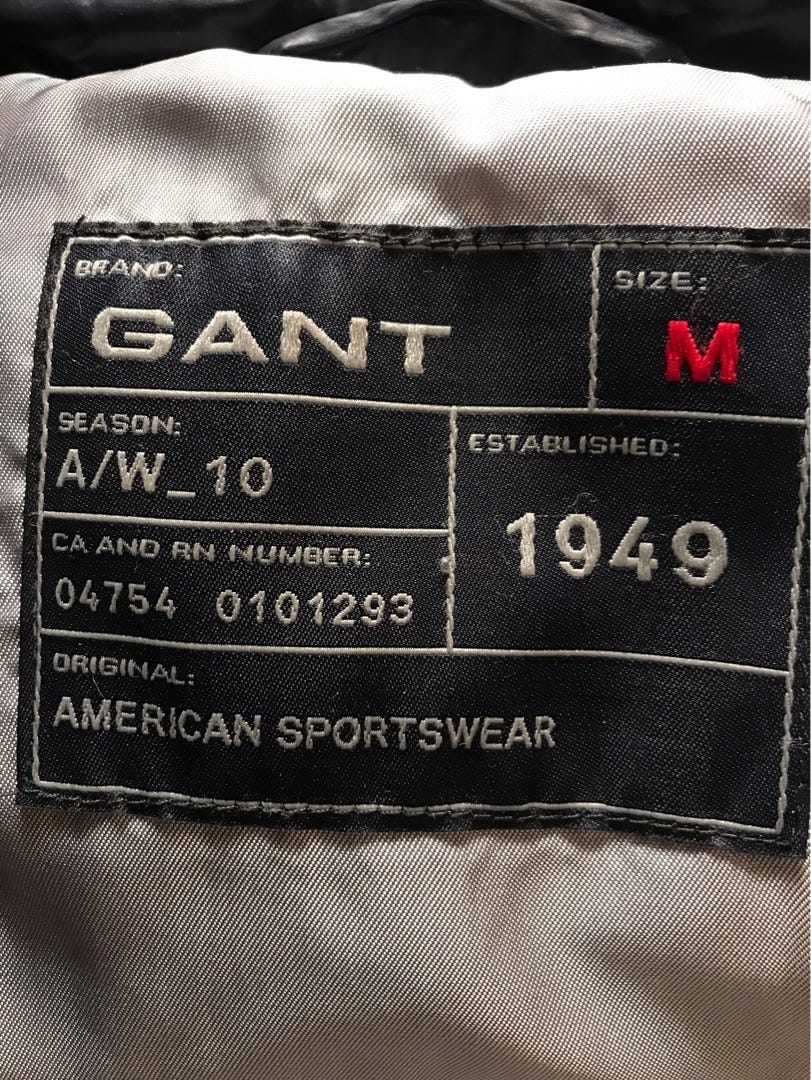 BRAND:
GANT
SIZE:
M
SEASON:
A/W_10
ESTABLISHED:
1949
CA AND RN NUMBER:
04754 0101293
ORIGINAL:
AMERICAN SPORTSWEAR